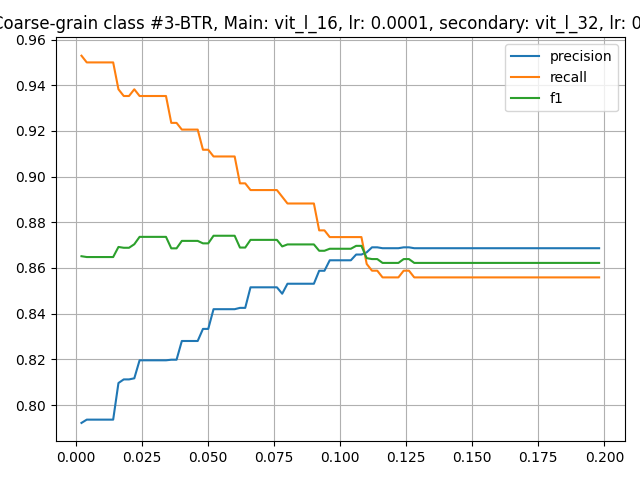 Coarse-grain class #3-BTR, Main: vit_l_16, lr: 0.0001, secondary: vit_l_32, lr: 0
precision
recall
f1
0.96
0.94
0.92
0.90
0.88
0.86
0.84
0.82
0.80
0.000 0.025 0.050 0.075 0.100 0.125 0.150 0.175 0.200